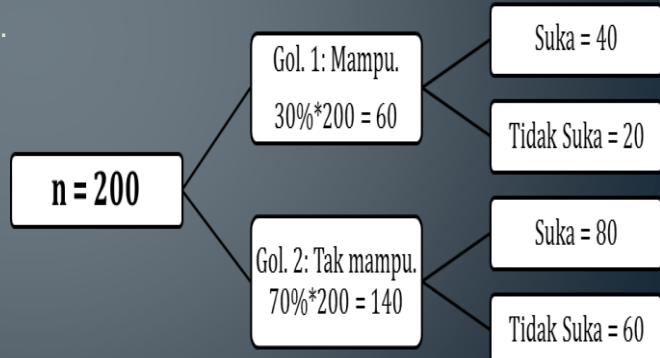 n = 200
Gol. 1: Mampu.
30%*200 = 60
Gol. 2: Tak mampu.
70%*200 = 140
Suka = 40
Tidak Suka = 20
Suka = 80
Tidak Suka = 60